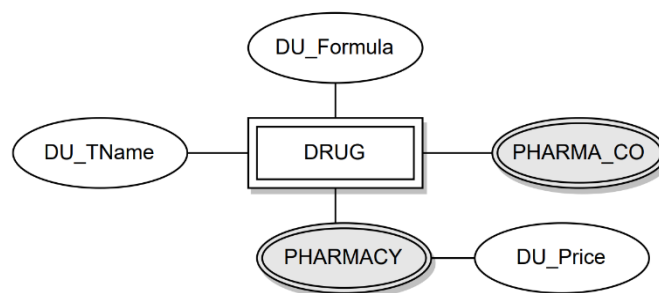 DU_Formula
DU_TName
DRUG
PHARMA_CO
PHARMACY
DU_Price